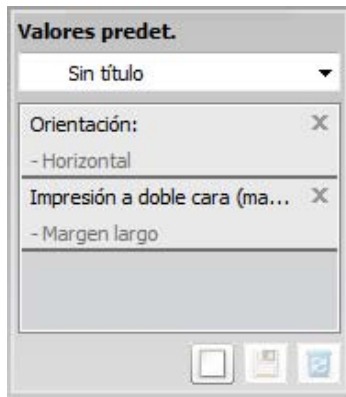 Valores predet.
Sin título
Orientación:
- Horizontal
Impresión a doble cara (ma...
- Margen largo